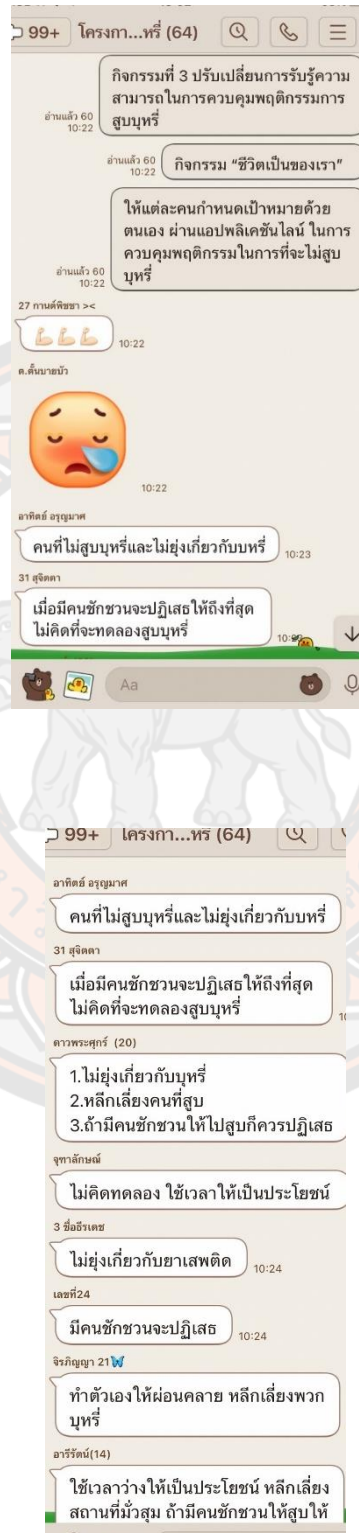 99+ โครงกา...หรี่ (64)
กิจกรรมที่ 3 ปรับเปลี่ยนการรับรู้ความ
สามารถในการควบคุมพฤติกรรมการ
สูบบุหรี่
อ่านแล้ว 60
10:22
กิจกรรม “ชีวิตเป็นของเรา”
อ่านแล้ว 60
10:22
ให้แต่ละคนกำหนดเป้าหมายด้วย
ตนเอง ผ่านแอปพลิเคชันไลน์ ในการ
ควบคุมพฤติกรรมในการที่จะไม่สูบ
บุหรี่
อ่านแล้ว 60
10:22
27 กานต์พิชชา ><
10:22
ด.ดั้นบายบัว
10:22
อาทิตย์ อรุญมาศ
คนที่ไม่สูบบุหรี่และไม่ยุ่งเกี่ยวกับบหรี่
10:23
31 สุจิตตา
เมื่อมีคนชักชวนจะปฏิเสธให้ถึงที่สุด
ไม่คิดที่จะทดลองสูบบุหรี่
Aa
99+ โครงกา...หรี่ (64)
อาทิตย์ อรุญมาศ
คนที่ไม่สูบบุหรี่และไม่ยุ่งเกี่ยวกับบหรี่
31 สุจิตตา
เมื่อมีคนชักชวนจะปฏิเสธให้ถึงที่สุด
ไม่คิดที่จะทดลองสูบบุหรี่
ดาวพระศุกร์ (20)
1.ไม่ยุ่งเกี่ยวกับบุหรี่
2.หลีกเลี่ยงคนที่สูบ
3.ถ้ามีคนชักชวนให้ไปสูบก็ควรปฏิเสธ
จุฑาลักษณ์
ไม่คิดทดลอง ใช้เวลาให้เป็นประโยชน์
3 ชื่อธีรเดช
ไม่ยุ่งเกี่ยวกับยาเสพติด
10:24
เลขที่24
มีคนชักชวนจะปฏิเสธ
10:24
จิรภิญญา 21
ทำตัวเองให้ผ่อนคลาย หลีกเลี่ยงพวก
บุหรี่
อารีรัตน์(14)
ใช้เวลาว่างให้เป็นประโยชน์ หลีกเลี่ยง
สถานที่มั่วสุม ถ้ามีคนชักชวนให้สูบให้